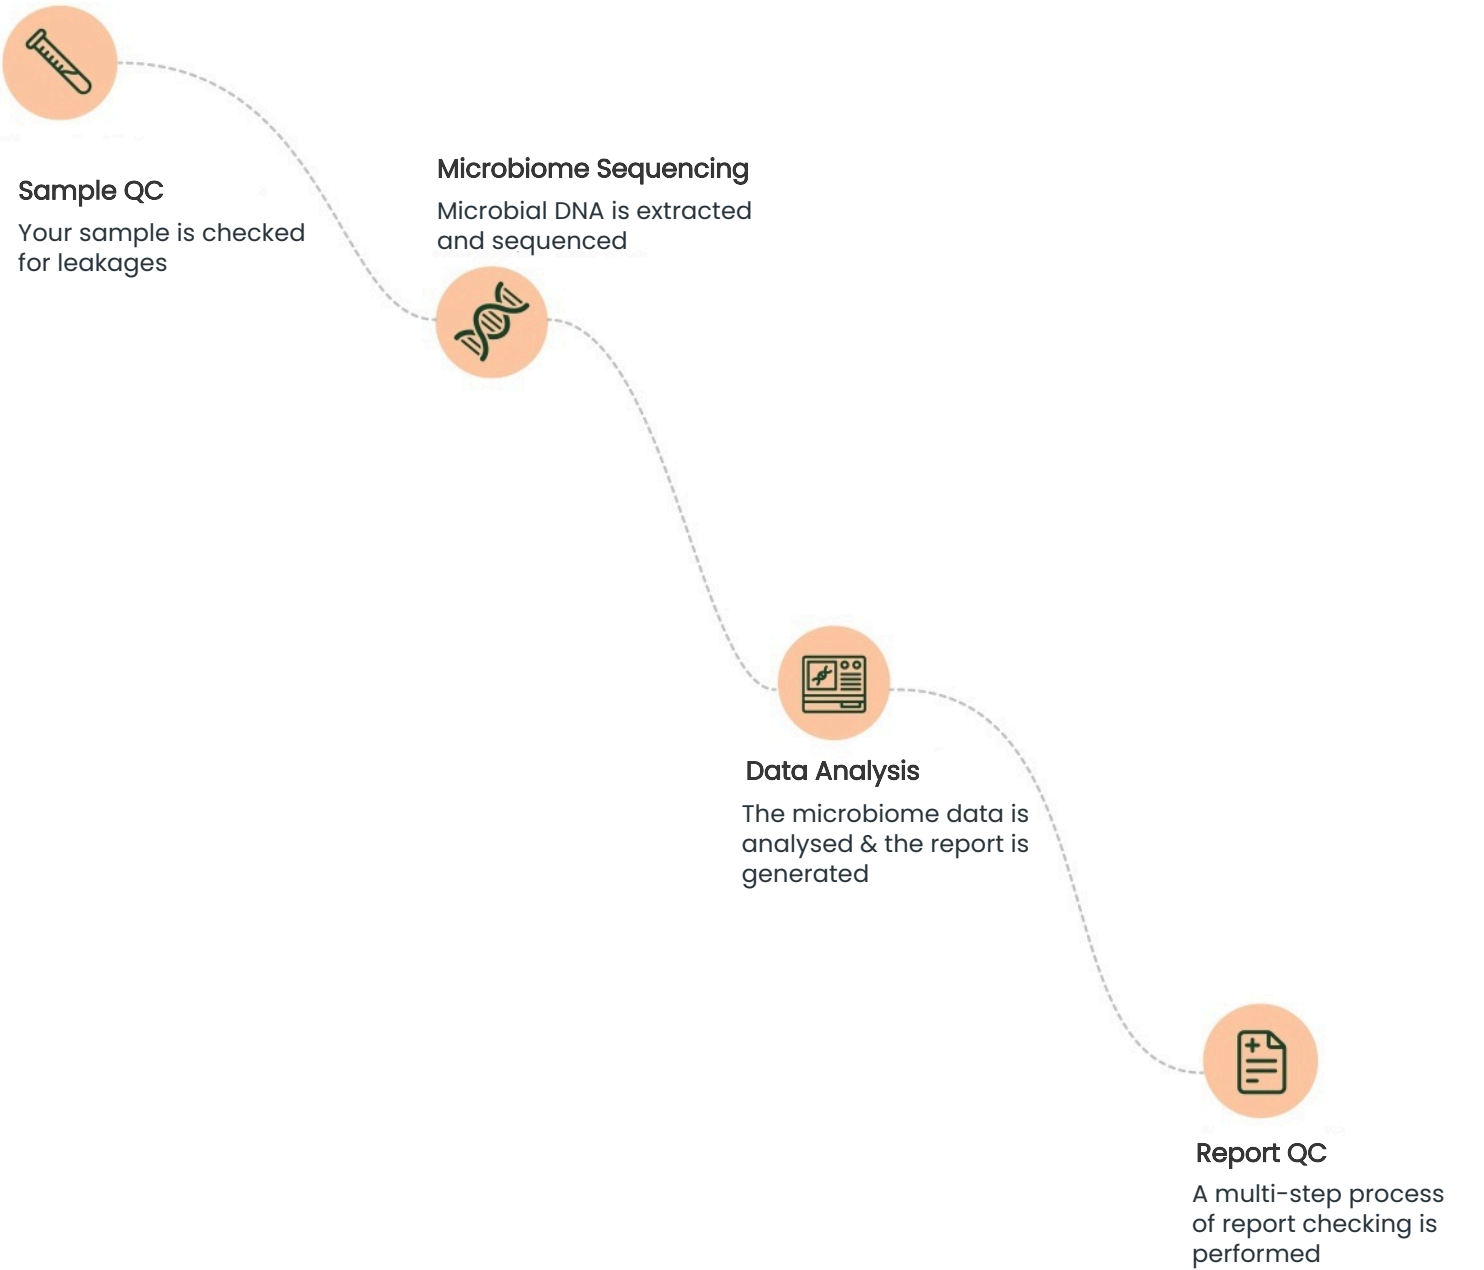 Sample QC
Your sample is checked
for leakages
Microbiome Sequencing
Microbial DNA is extracted
and sequenced
Data Analysis
The microbiome data is
analysed & the report is
generated
Report QC
A multi-step process
of report checking is
performed